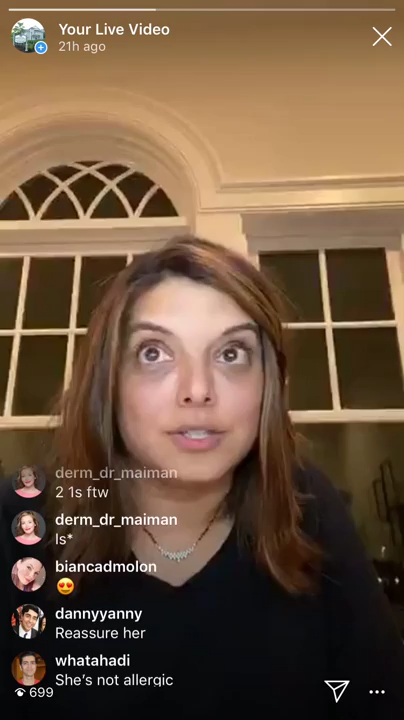 Your Live Video
21h ago
derm_dr_maiman
2 1s ftw
derm_dr_maiman
Is*
biancadmolon
😍
dannyyanny
Reassure her
whatahadi
She's not allergic
699